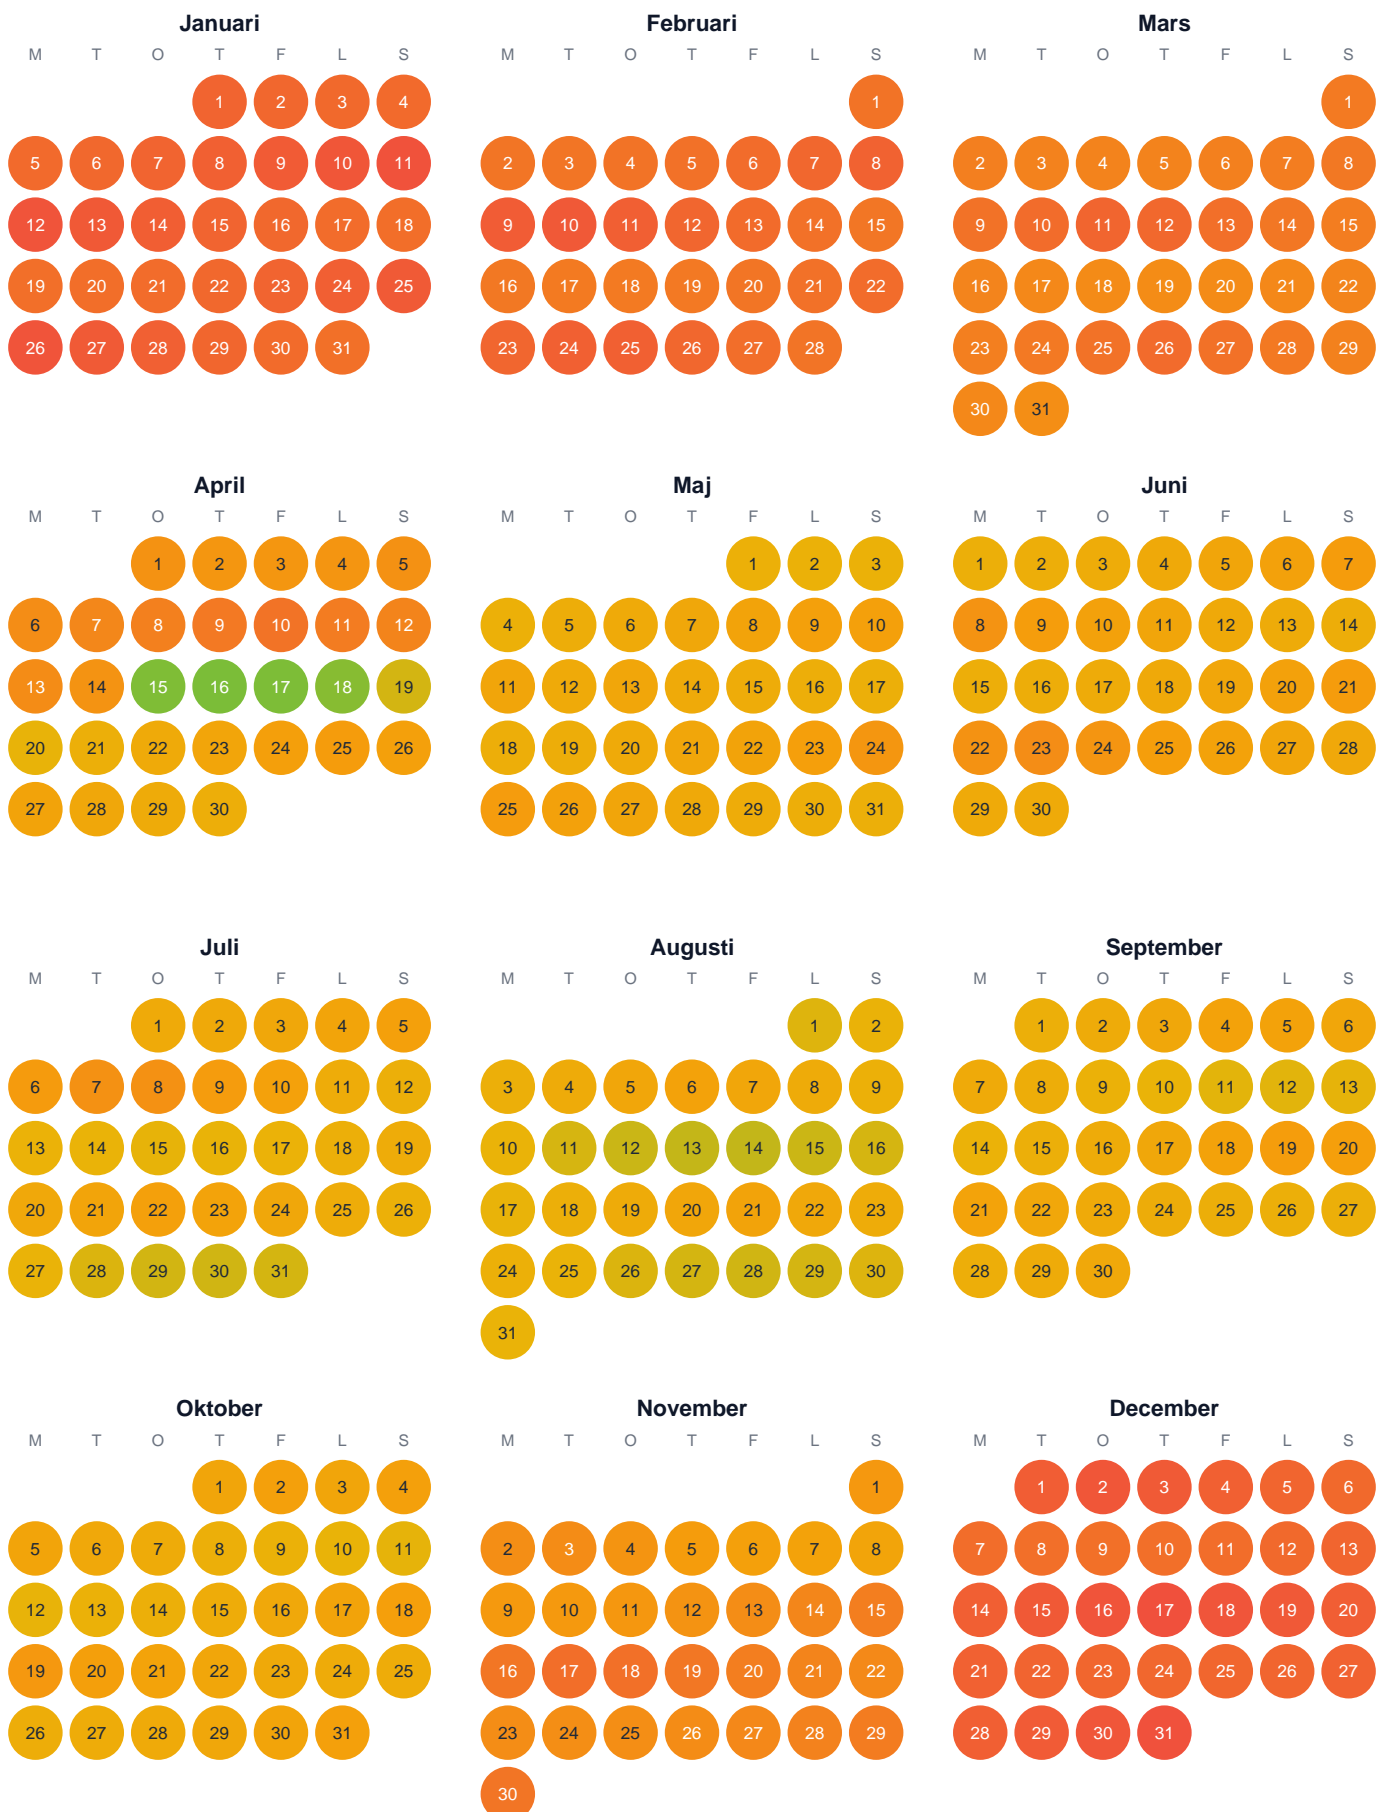 Januari Februari Mars
M T O T F L S M T O T F L S M T O T F L S
1 2 3 4 1 1
5 6 7 8 9 10 11 2 3 4 5 6 7 8 2 3 4 5 6 7 8
12 13 14 15 16 17 18 9 10 11 12 13 14 15 9 10 11 12 13 14 15
19 20 21 22 23 24 25 16 17 18 19 20 21 22 16 17 18 19 20 21 22
26 27 28 29 30 31 23 24 25 26 27 28 23 24 25 26 27 28 29
30 31
April Maj Juni
M T O T F L S M T O T F L S M T O T F L S
1 2 3 4 5 1 2 3 1 2 3 4 5 6 7
6 7 8 9 10 11 12 4 5 6 7 8 9 10 8 9 10 11 12 13 14
13 14 15 16 17 18 19 11 12 13 14 15 16 17 15 16 17 18 19 20 21
20 21 22 23 24 25 26 18 19 20 21 22 23 24 22 23 24 25 26 27 28
27 28 29 30 25 26 27 28 29 30 31 29 30
Juli Augusti September
M T O T F L S M T O T F L S M T O T F L S
1 2 3 4 5 1 2 1 2 3 4 5 6
6 7 8 9 10 11 12 3 4 5 6 7 8 9 7 8 9 10 11 12 13
13 14 15 16 17 18 19 10 11 12 13 14 15 16 14 15 16 17 18 19 20
20 21 22 23 24 25 26 17 18 19 20 21 22 23 21 22 23 24 25 26 27
27 28 29 30 31 24 25 26 27 28 29 30 28 29 30
31
Oktober November December
M T O T F L S M T O T F L S M T O T F L S
1 2 3 4 1 1 2 3 4 5 6
5 6 7 8 9 10 11 2 3 4 5 6 7 8 7 8 9 10 11 12 13
12 13 14 15 16 17 18 9 10 11 12 13 14 15 14 15 16 17 18 19 20
19 20 21 22 23 24 25 16 17 18 19 20 21 22 21 22 23 24 25 26 27
26 27 28 29 30 31 23 24 25 26 27 28 29 28 29 30 31
30